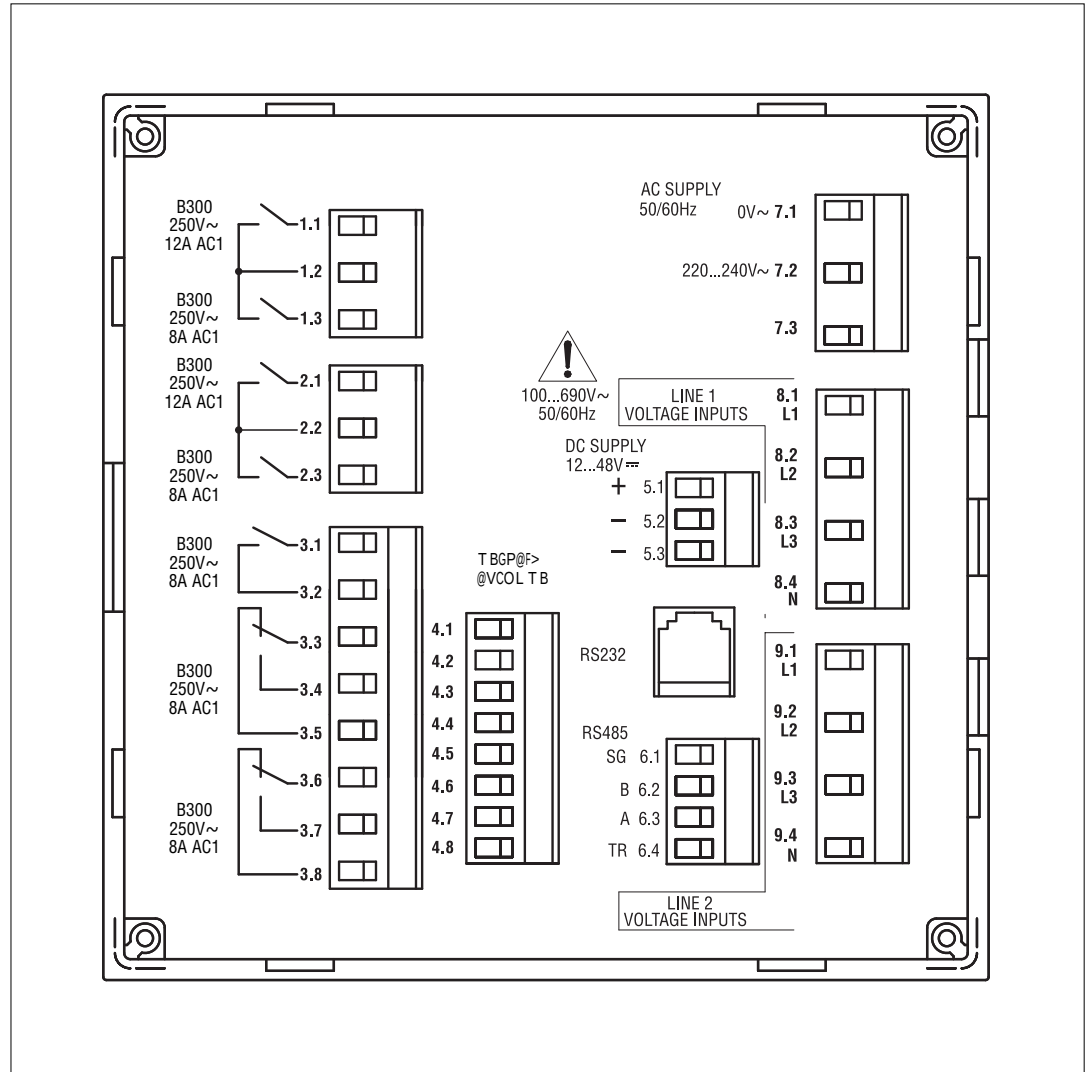 B300
250V~
12A AC1
1.1
1.2
B300
250V~
8A AC1
1.3
B300
250V~
12A AC1
2.1
2.2
B300
250V~
8A AC1
2.3
B300
250V~
8A AC1
3.1
3.2
3.3
B300
250V~
8A AC1
3.4
3.5
3.6
B300
250V~
8A AC1
3.7
3.8
T BGP@F>
@VCOL T B
4.1
4.2
4.3
4.4
4.5
4.6
4.7
4.8
AC SUPPLY
50/60Hz
0V~ 7.1
220...240V~ 7.2
7.3
100...690V~
50/60Hz
LINE 1
VOLTAGE INPUTS
8.1
L1
8.2
L2
8.3
L3
8.4
N
DC SUPPLY
12...48V⎓
+ 5.1
– 5.2
– 5.3
RS232
RS485
SG 6.1
B 6.2
A 6.3
TR 6.4
9.1
L1
9.2
L2
9.3
L3
9.4
N
LINE 2
VOLTAGE INPUTS